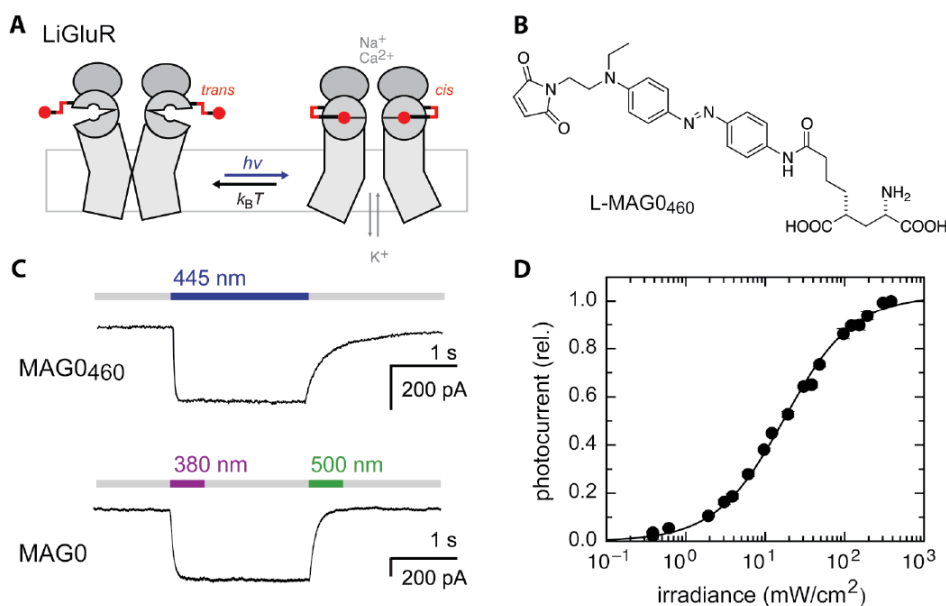 A
LiGluR
trans
hν
kBT
Na+
Ca2+
cis
K+
B
N
O
O
N
N
N
O
N
H
NH2
HOOC
COOH
L-MAG0460
C
445 nm
MAG0460
1 s
200 pA
380 nm
500 nm
MAG0
1 s
200 pA
D
photocurrent (rel.)
1.0
0.8
0.6
0.4
0.2
0.0
10−1
100
101
102
103
irradiance (mW/cm2)